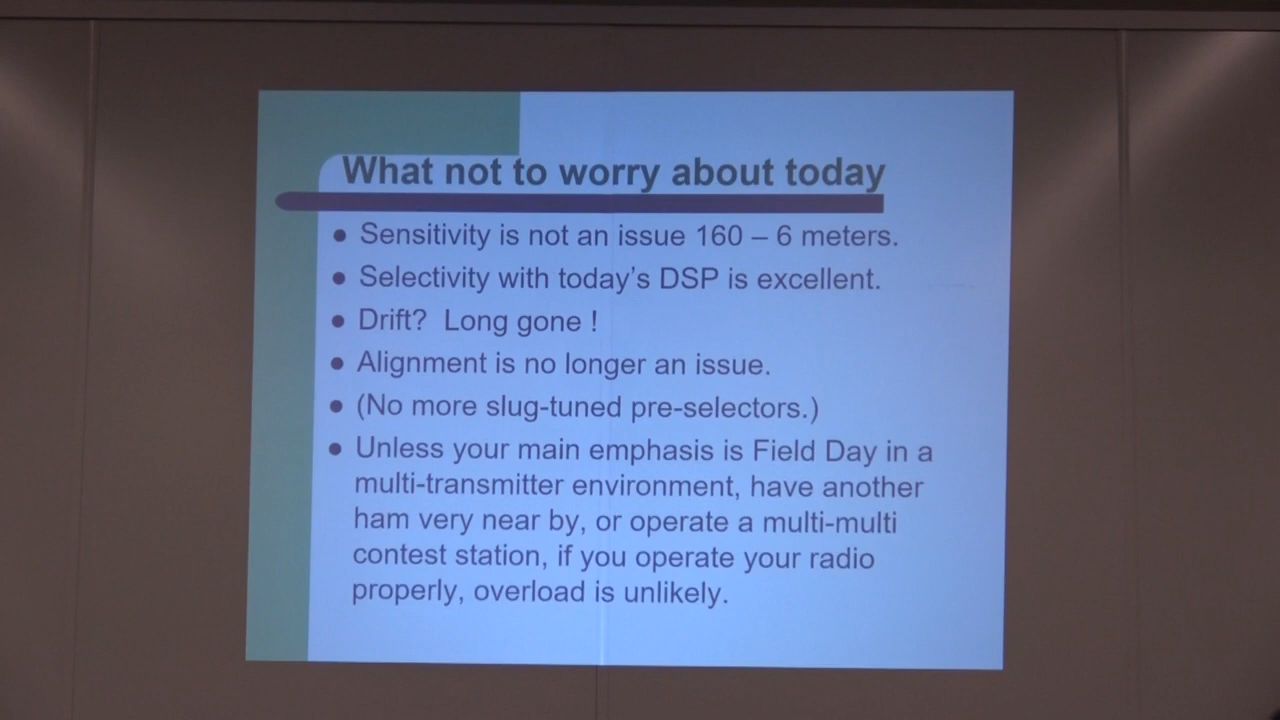 What not to worry about today
● Sensitivity is not an issue 160 – 6 meters.
● Selectivity with today's DSP is excellent.
● Drift?  Long gone !
● Alignment is no longer an issue.
● (No more slug-tuned pre-selectors.)
● Unless your main emphasis is Field Day in a
multi-transmitter environment, have another
ham very near by, or operate a multi-multi
contest station, if you operate your radio
properly, overload is unlikely.